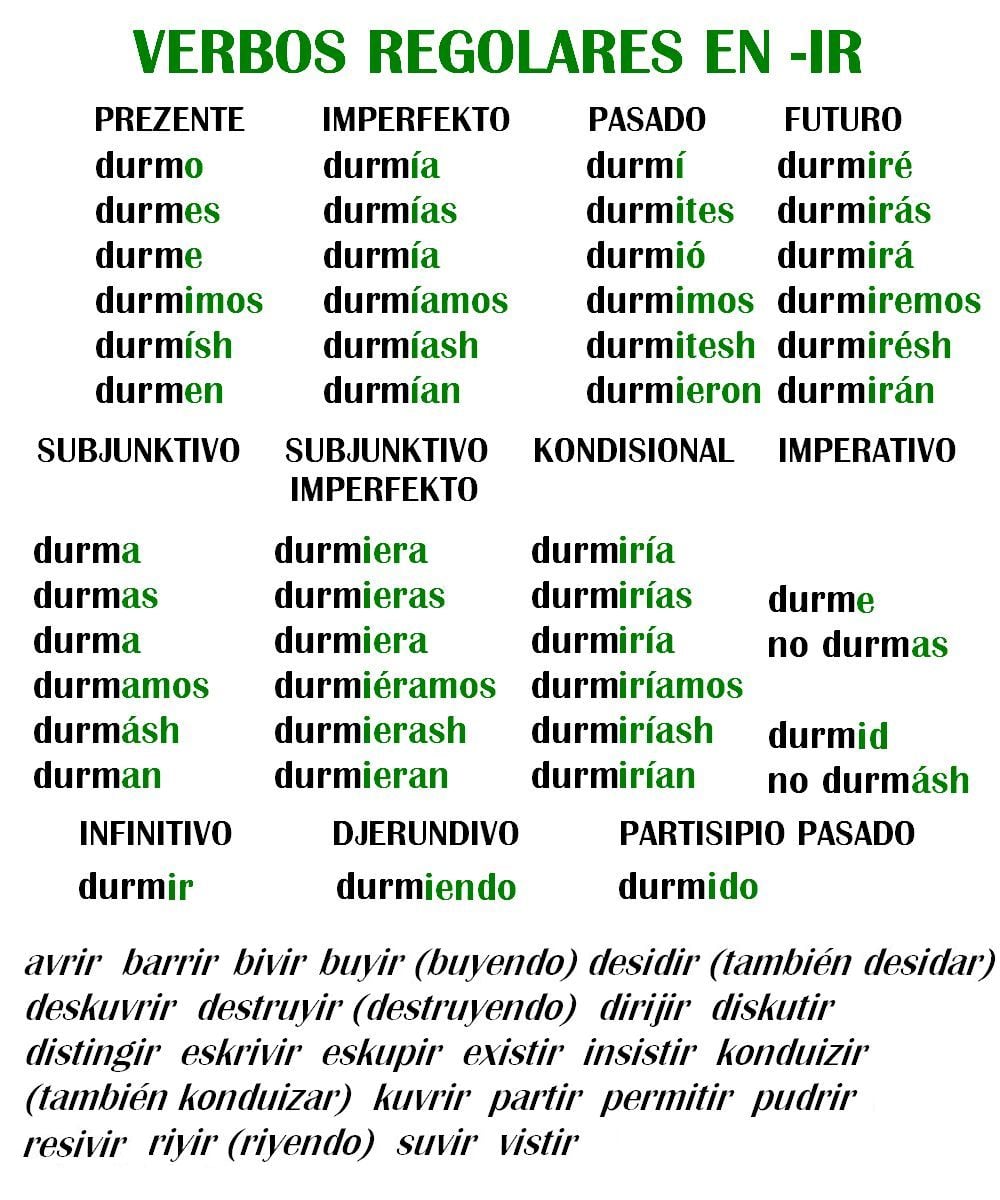 VERBOS REGOLARES EN -IR
PREZENTE IMPERFEKTO PASADO FUTURO
durmo durmía durmí durmiré
durmes durmías durmites durmirás
durme durmía durmió durmirá
durmimos durmíamos durmimos durmiremos
durmísh durmíash durmitesh durmirésh
durmen durmían durmieron durmirán
SUBJUNKTIVO SUBJUNKTIVO KONDISIONAL IMPERATIVO
IMPERFEKTO
durma durmiera durmiría
durmas durmieras durmirías durme
durma durmiera durmiría no durmas
durmamos durmiéramos durmiríamos
durmásh durmierash durmiríash durmid
durman durmieran durmirían no durmásh
INFINITIVO DJERUNDIVO PARTISIPIO PASADO
durmir durmiendo durmido
avrir barrir bivir buyir (buyendo) desidir (también desidar)
deskuvrir destruyir (destruyendo) dirijir diskutir
distingir eskrivir eskupir existir insistir konduizir
(también konduizar) kuvrir partir permitir pudrir
resivir riyir (riyendo) suvir vistir